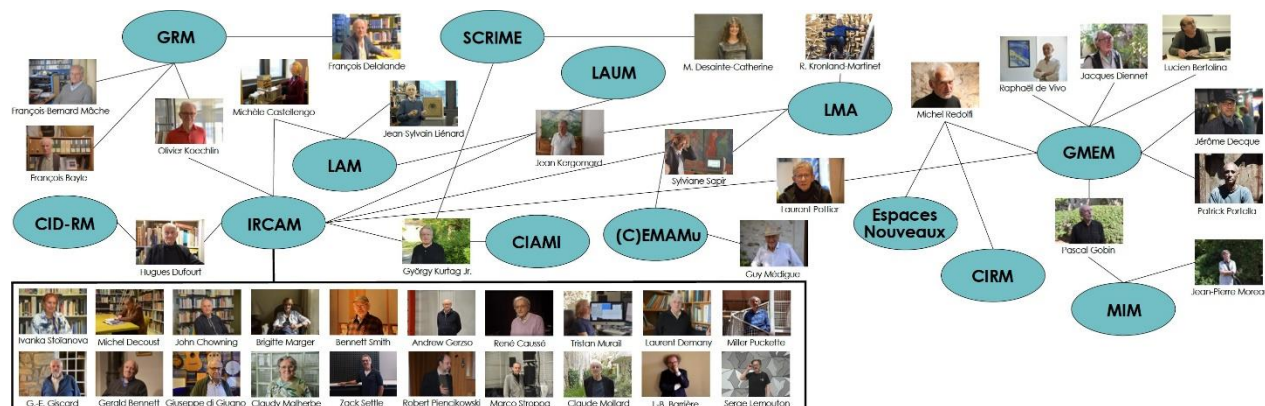 GRM
François Delalande
SCRIME
M. Desainte-Catherine
R. Kronland-Martinet
Raphaël de Vivo
Jacques Diennet
Lucien Bertolina
François-Bernard Mâche
Michèle Castellengo
LAUM
LMA
Michel Redolfi
Olivier Koechlin
Jean Sylvain Liénard
Jean Kergomard
GMEM
Jérôme Decque
François Bayle
LAM
Sylviane Sapir
Laurent Pottier
Patrick Portella
CID-RM
IRCAM
Hugues Dufourt
György Kurtag Jr.
CIAMI
(C)EMAMu
Guy Médigue
Espaces
Nouveaux
CIRM
Pascal Gobin
MIM
Jean-Pierre Moreau
Ivanka Stoïanova
Michel Decoust
John Chowning
Brigitte Marger
Bennett Smith
Andrew Gerzso
René Caussé
Tristan Murail
Laurent Demany
Miller Puckette
G.-E. Giscard
Gerald Bennett
Giuseppe di Giugno
Claudy Malherbe
Zack Settle
Robert Piencikowski
Marco Stroppa
Claude Mollard
J.-B. Barrière
Serge Lemouton